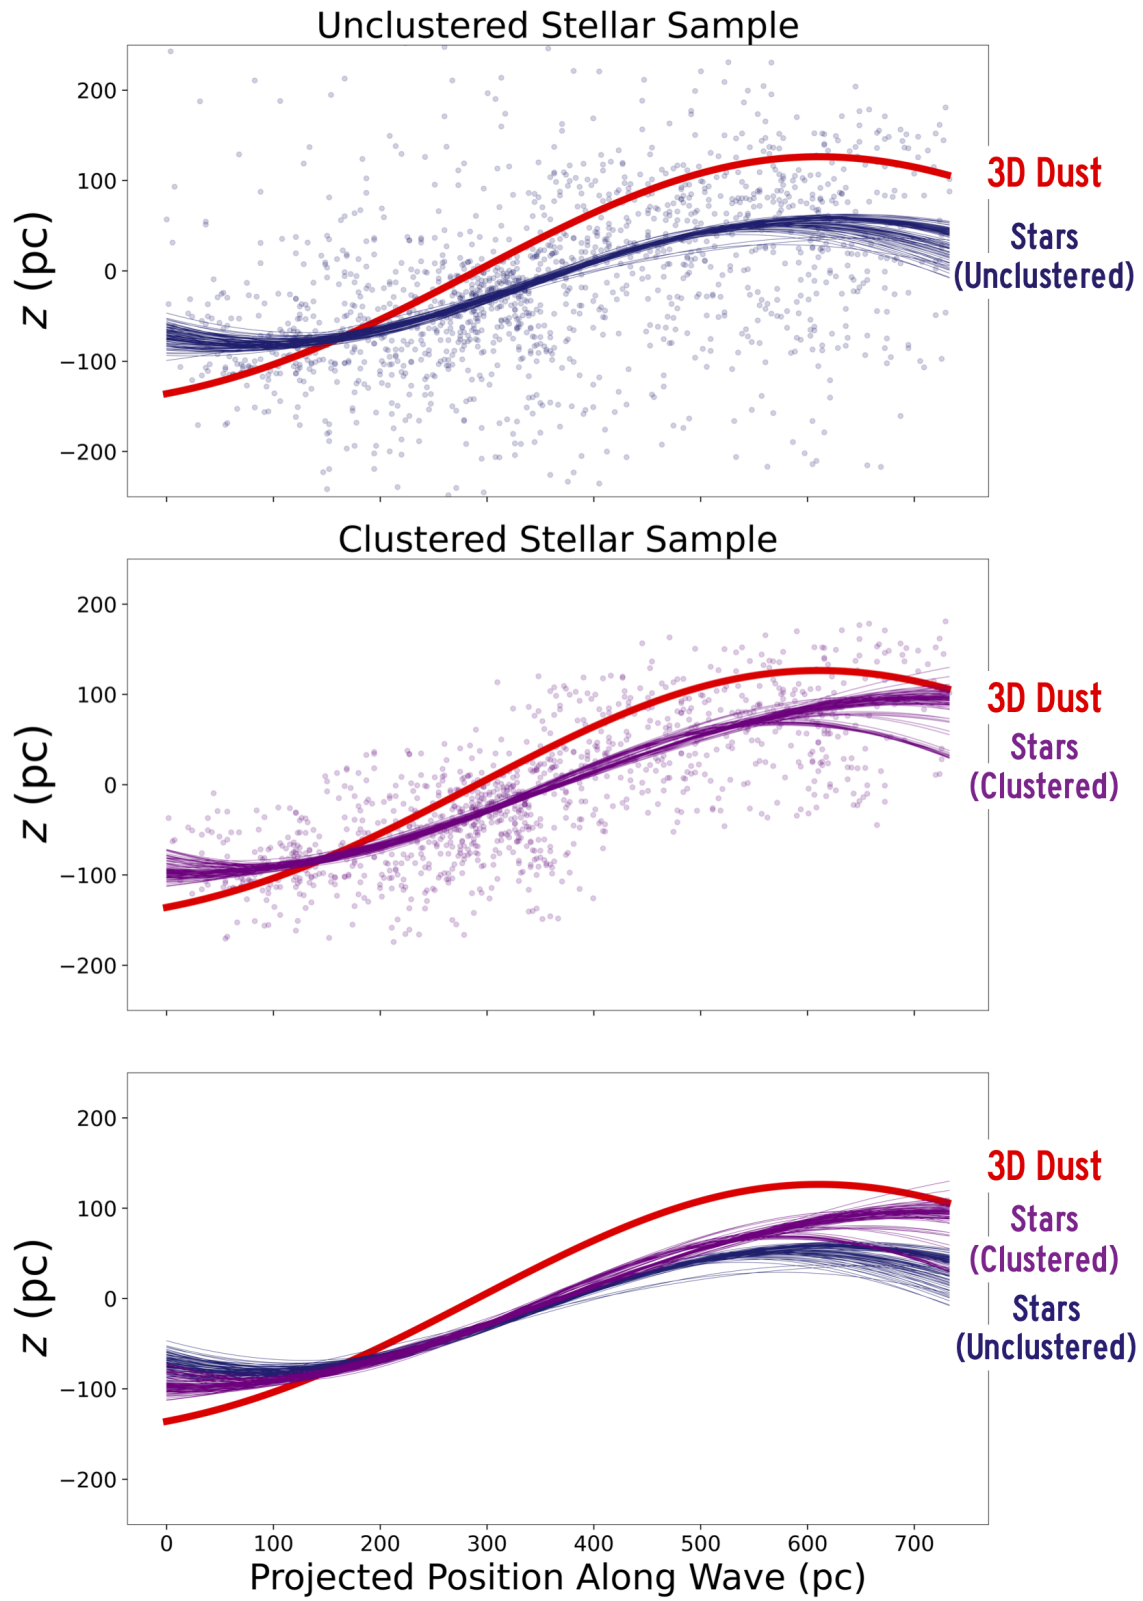 Unclustered Stellar Sample
200
100
0
−100
−200
z (pc)
3D Dust
Stars
(Unclustered)
Clustered Stellar Sample
200
100
0
−100
−200
z (pc)
3D Dust
Stars
(Clustered)
200
100
0
−100
−200
z (pc)
3D Dust
Stars
(Clustered)
Stars
(Unclustered)
0 100 200 300 400 500 600 700
Projected Position Along Wave (pc)